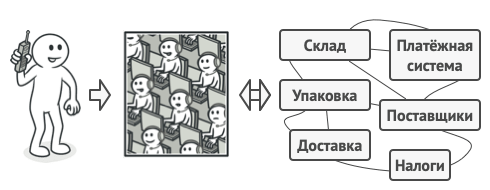 Склад
Платёжная
система
Упаковка
Поставщики
Доставка
Налоги